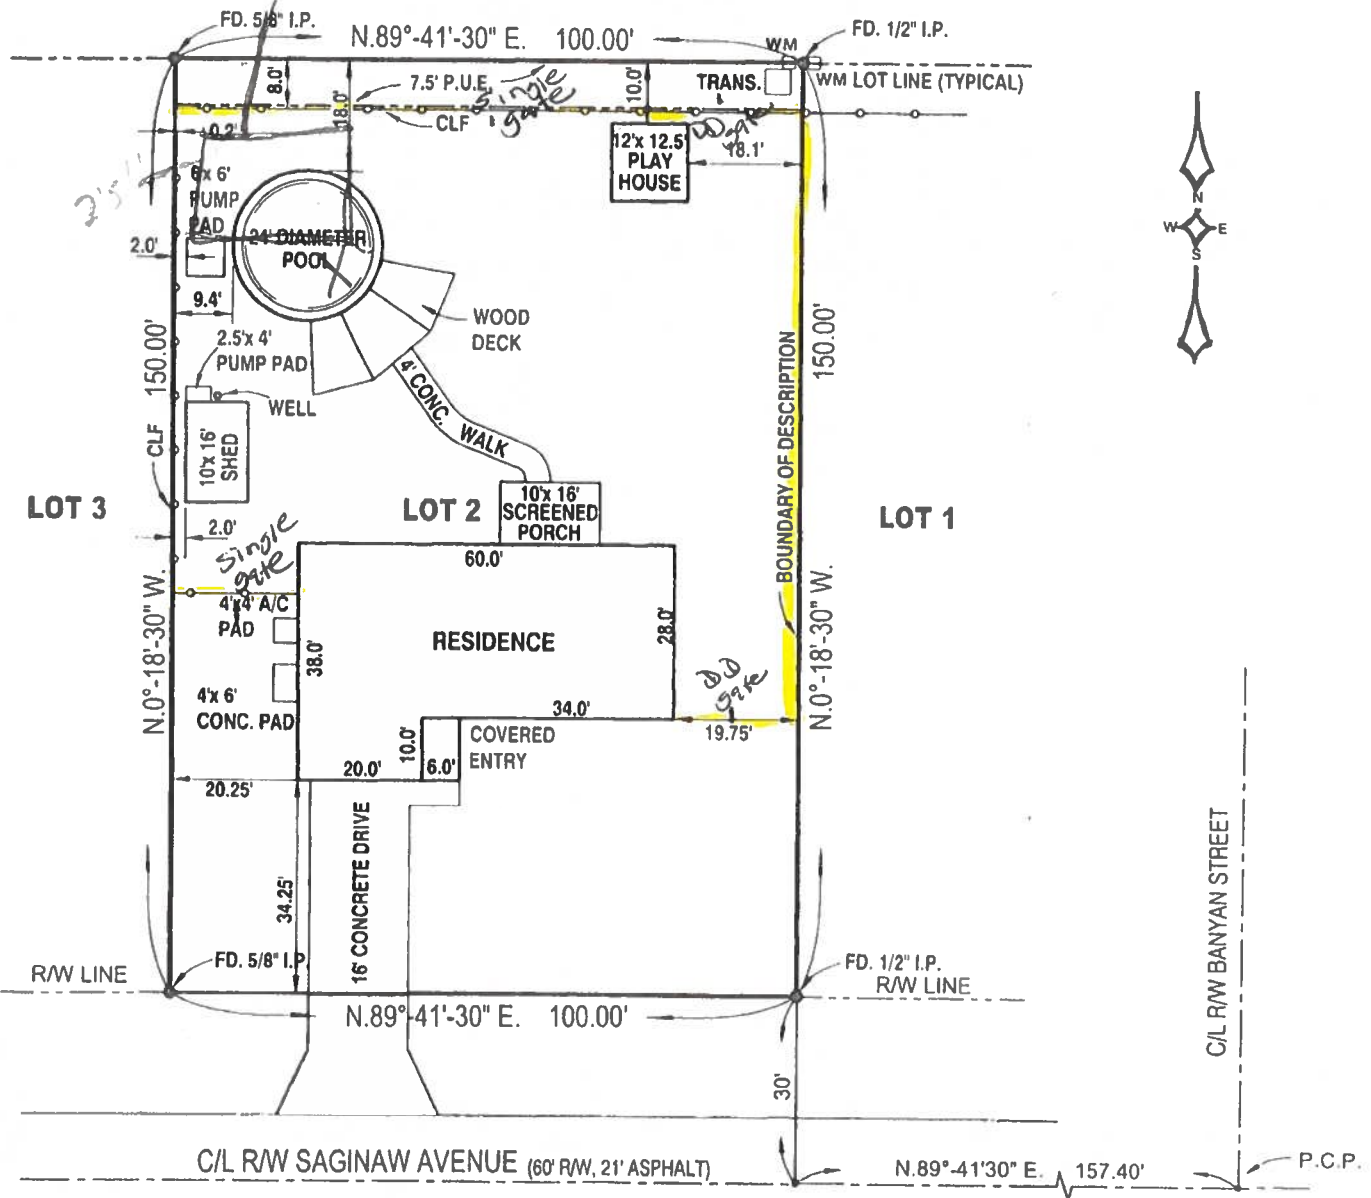 FD. 5/8" I.P.
N.89°-41'-30" E. 100.00'
FD. 1/2" I.P.
WM
WM LOT LINE (TYPICAL)
8.0'
18.0'
7.5' P.U.E.
Single
gate
10.0'
TRANS.
CLF
DD
gate
0.2'
12'x 12.5'
PLAY
HOUSE
18.1'
6'x 6'
PUMP
PAD
2.0'
24' DIAMETER
POOL
N
W E
S
9.4'
WOOD
DECK
2.5'x 4'
PUMP PAD
150.00'
150.00'
WELL
4' CONC. WALK
BOUNDARY OF DESCRIPTION
CLF
10'x 16'
SHED
LOT 3
LOT 2
10'x 16'
SCREENED
PORCH
LOT 1
2.0'
Single
gate
60.0'
4'x4' A/C
PAD
N.0°-18'-30" W.
38.0'
RESIDENCE
28.0'
N.0°-18'-30" W.
4'x 6'
CONC. PAD
DD
gate
34.0'
19.75'
10.0'
COVERED
ENTRY
20.0'
6.0'
20.25'
34.25'
16' CONCRETE DRIVE
C/L R/W BANYAN STREET
R/W LINE
FD. 5/8" I.P.
FD. 1/2" I.P.
R/W LINE
N.89°-41'-30" E. 100.00'
30'
C/L R/W SAGINAW AVENUE (60' R/W, 21' ASPHALT)
N.89°-41'30" E. 157.40'
P.C.P.